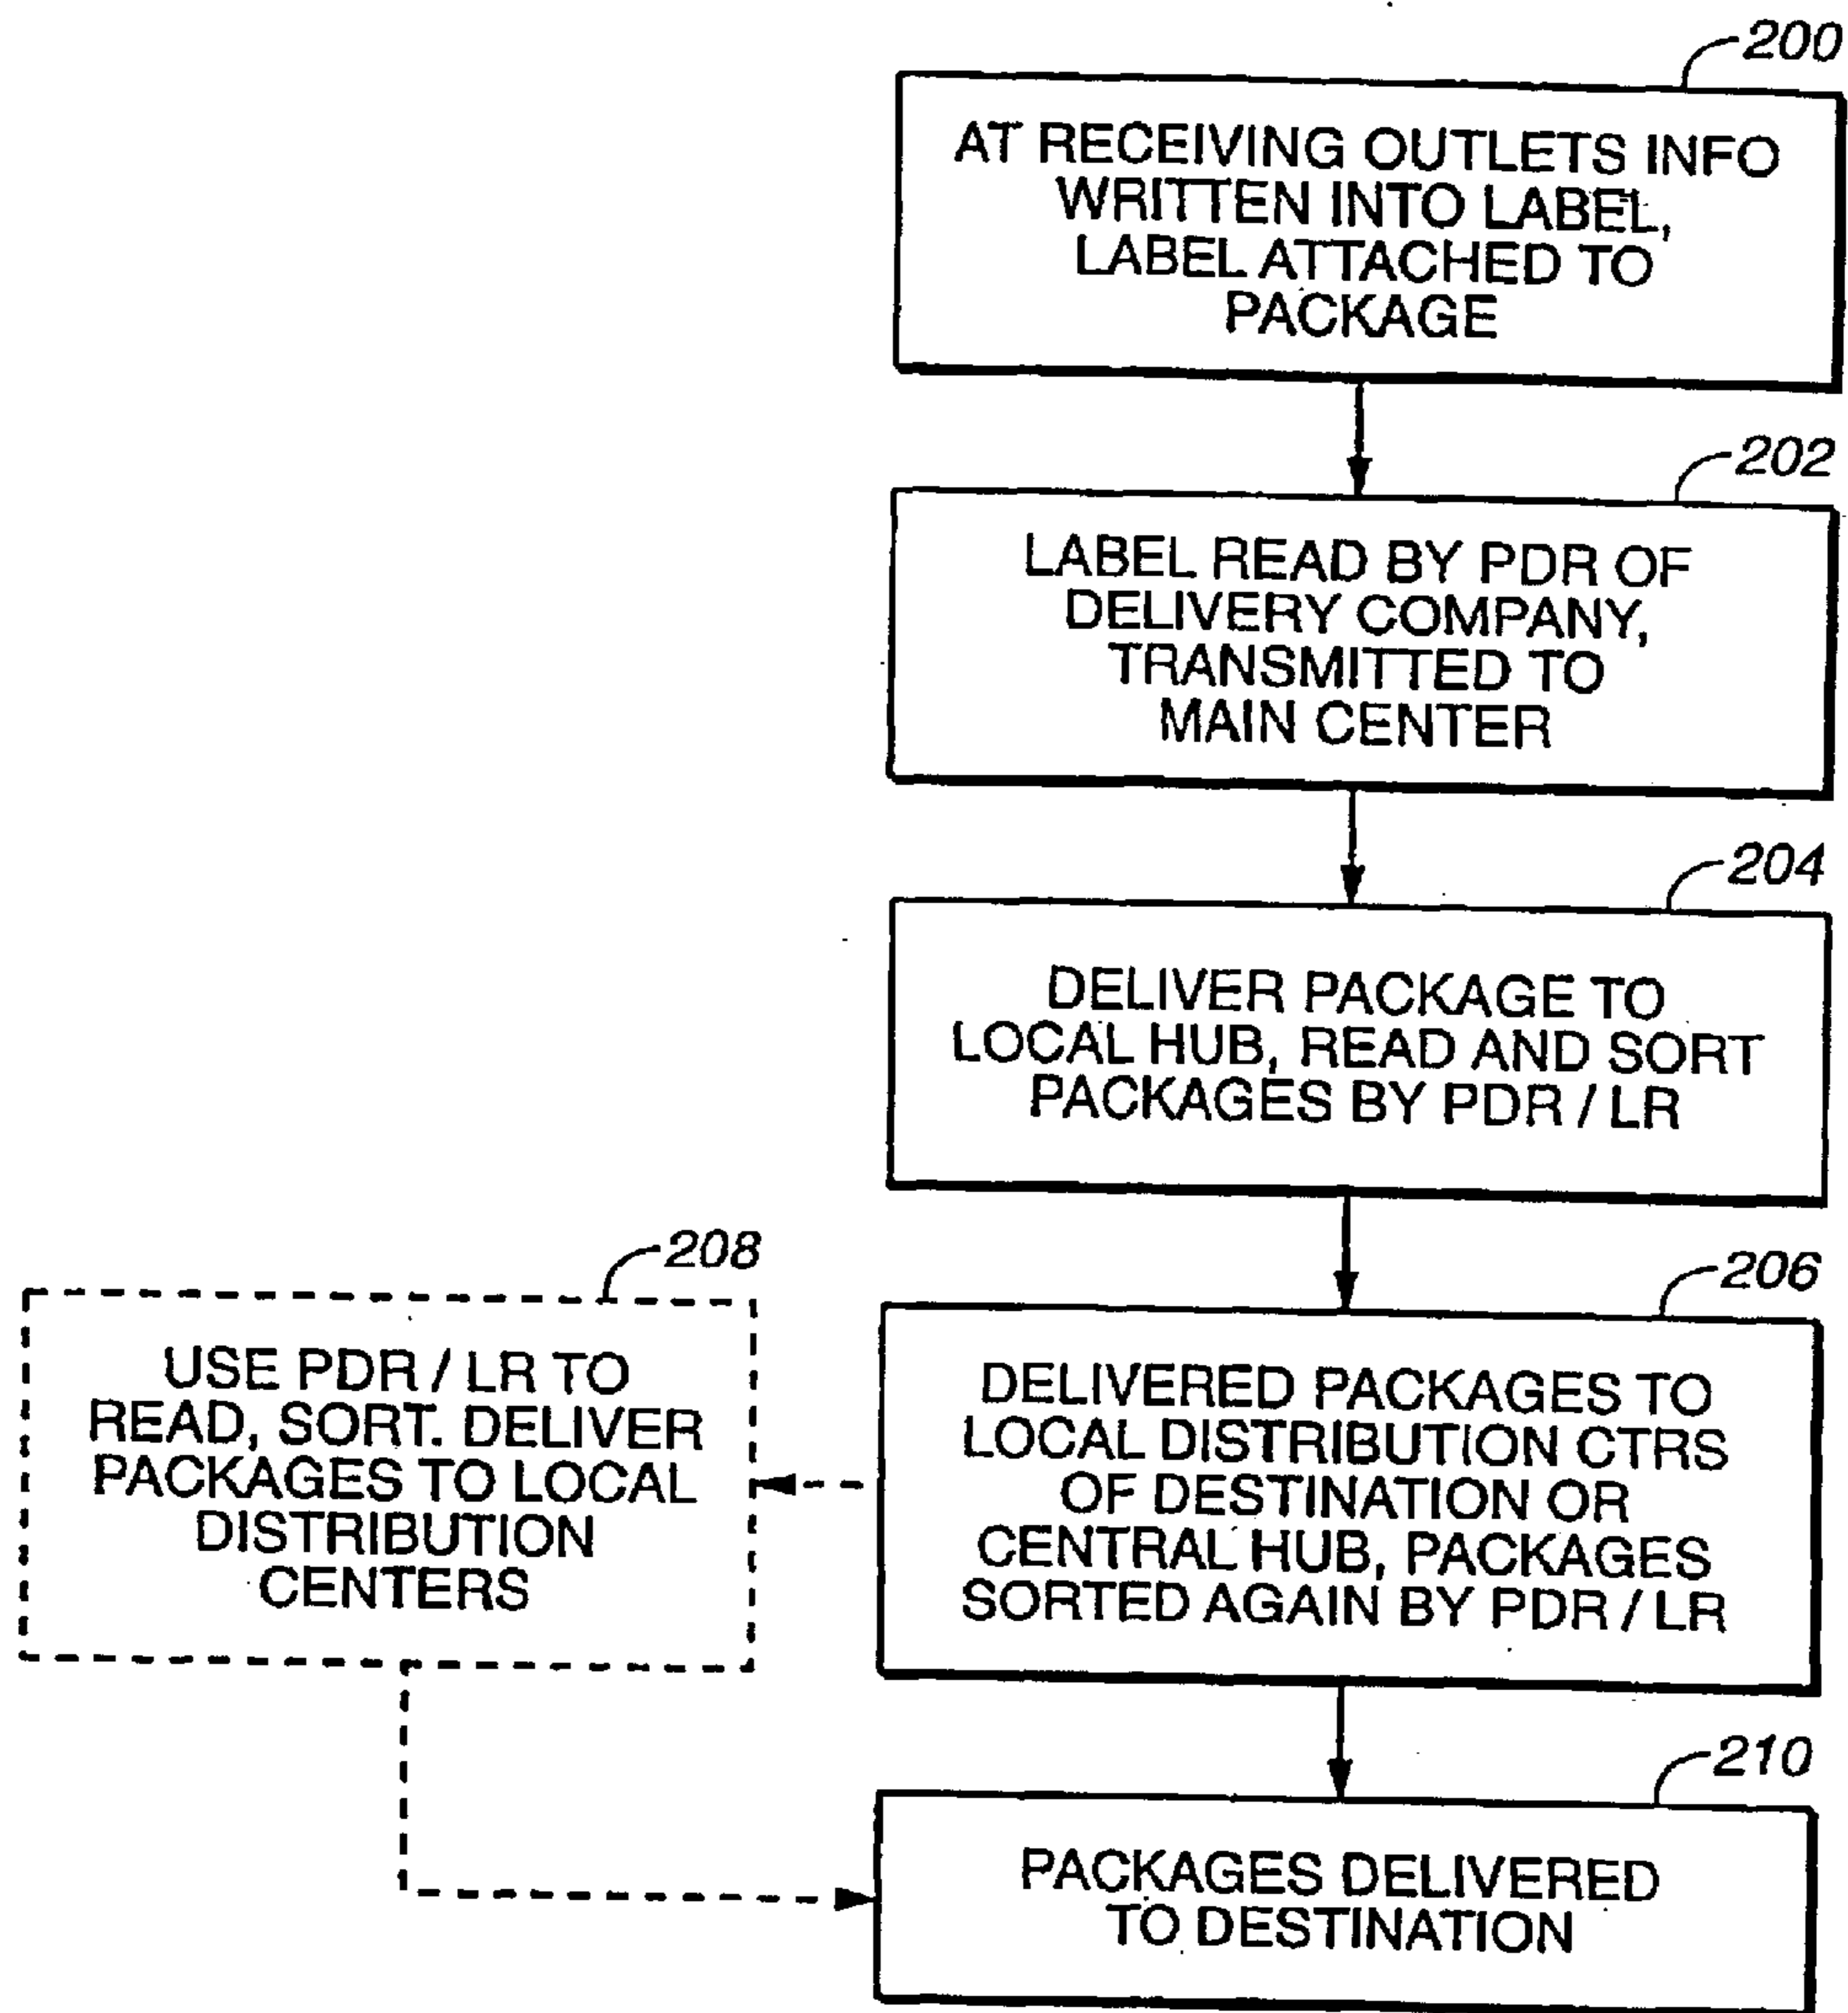 200
AT RECEIVING OUTLETS INFO
WRITTEN INTO LABEL,
LABEL ATTACHED TO
PACKAGE
202
LABEL READ BY PDR OF
DELIVERY COMPANY,
TRANSMITTED TO
MAIN CENTER
204
DELIVER PACKAGE TO
LOCAL HUB, READ AND SORT
PACKAGES BY PDR / LR
206
DELIVERED PACKAGES TO
LOCAL DISTRIBUTION CTRS
OF DESTINATION OR
CENTRAL HUB, PACKAGES
SORTED AGAIN BY PDR / LR
208
USE PDR / LR TO
READ, SORT. DELIVER
PACKAGES TO LOCAL
DISTRIBUTION
CENTERS
210
PACKAGES DELIVERED
TO DESTINATION